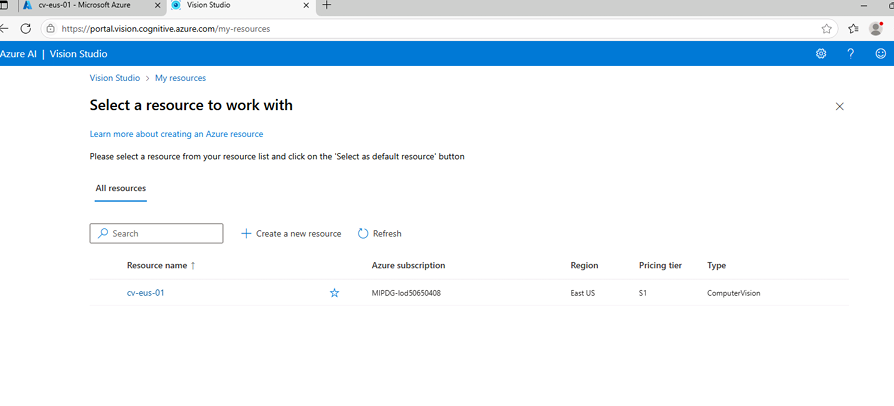 cv-eus-01 - Microsoft Azure
Vision Studio
https://portal.vision.cognitive.azure.com/my-resources
Azure AI | Vision Studio
Vision Studio > My resources
Select a resource to work with
Learn more about creating an Azure resource
Please select a resource from your resource list and click on the 'Select as default resource' button
All resources
Search
Create a new resource
Refresh
Resource name ↑ Azure subscription Region Pricing tier Type
cv-eus-01 MIPDG-lod50650408 East US S1 ComputerVision